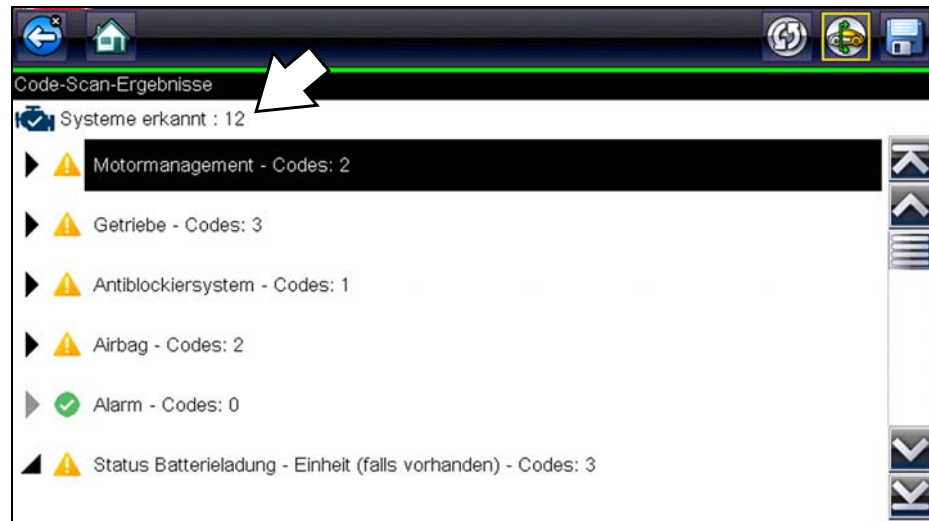 Code-Scan-Ergebnisse
Systeme erkannt : 12
Motormanagement - Codes: 2
Getriebe - Codes: 3
Antiblockiersystem - Codes: 1
Airbag - Codes: 2
Alarm - Codes: 0
Status Batterieladung - Einheit (falls vorhanden) - Codes: 3